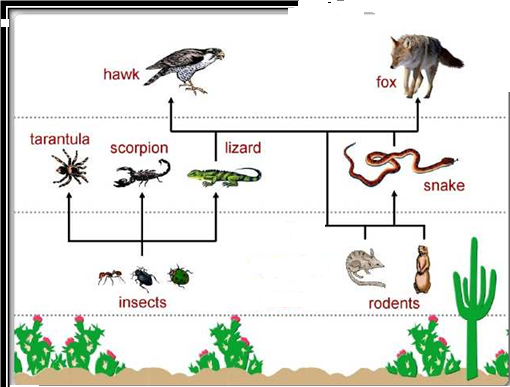 hawk
fox
tarantula
scorpion
lizard
snake
insects
rodents